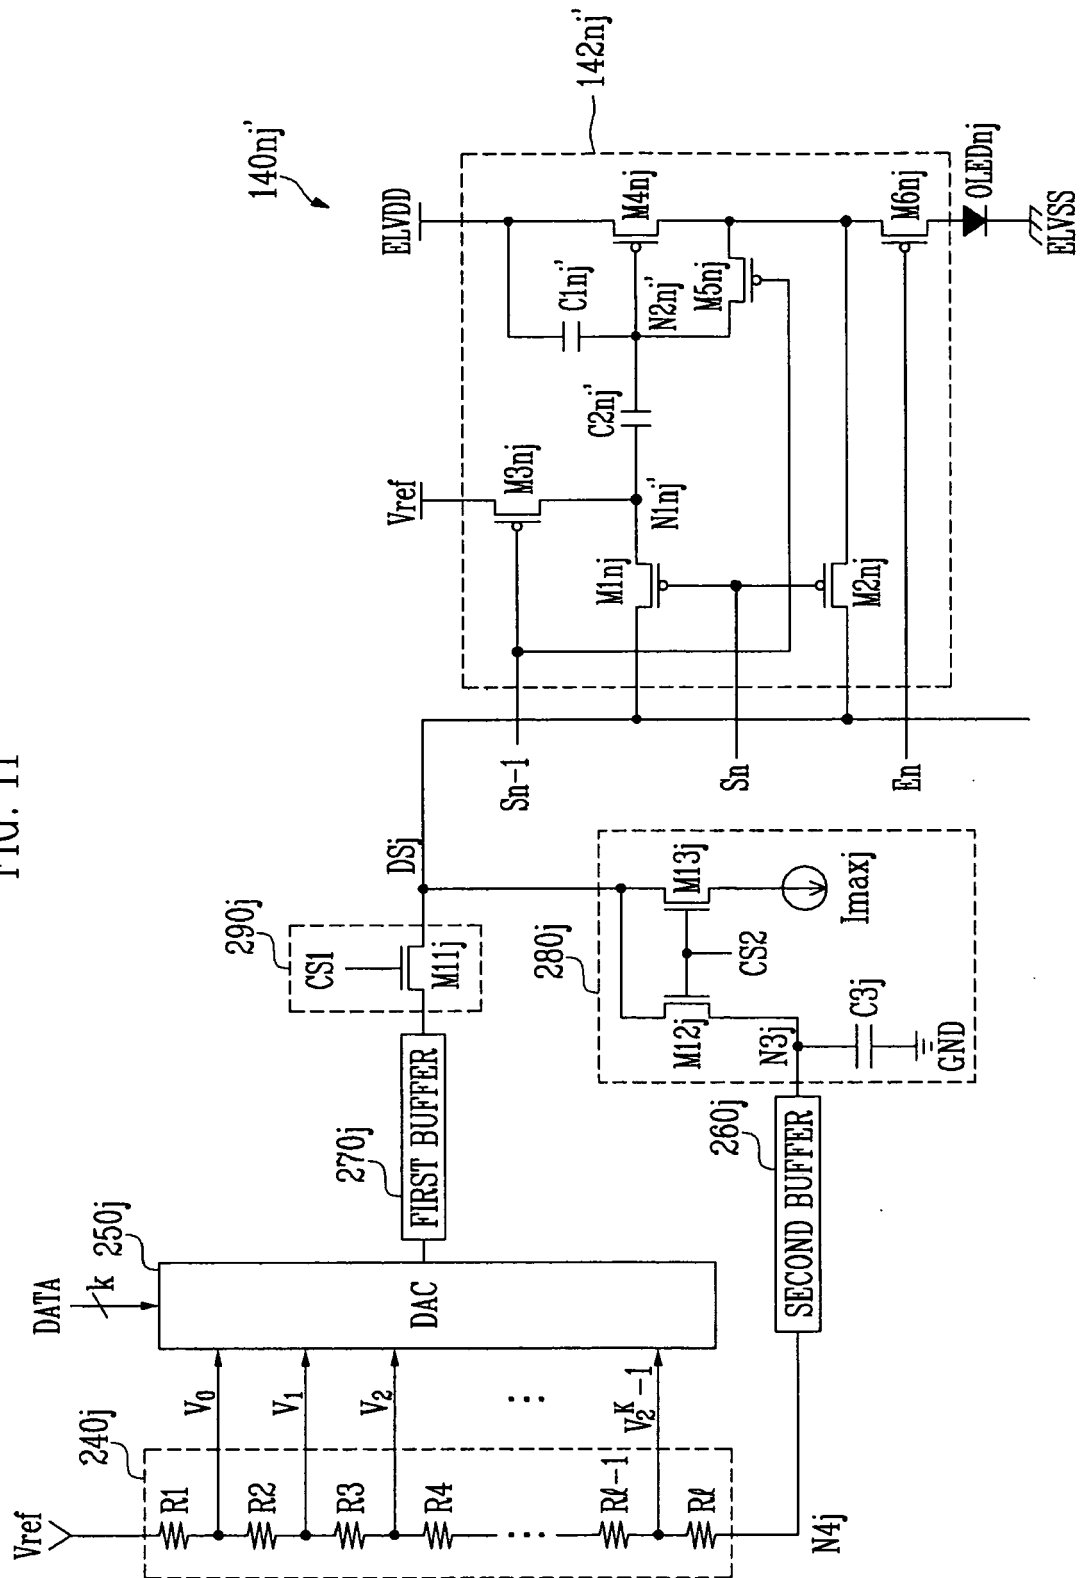 FIG. 11
Vref
240j
R1
R2
R3
R4
...
Rℓ-1
Rℓ
N4j
V0
V1
V2
...
V2^K-1
DATA
k
250j
DAC
270j
FIRST BUFFER
260j
SECOND BUFFER
290j
CS1
M11j
DSj
280j
M12j
M13j
CS2
N3j
C3j
GND
Imaxj
Sn-1
Sn
En
140nj'
142nj'
Vref
ELVDD
M3nj
C1nj'
M4nj
N2nj'
C2nj'
M5nj
N1nj'
M1nj
M2nj
M6nj
OLEDnj
ELVSS